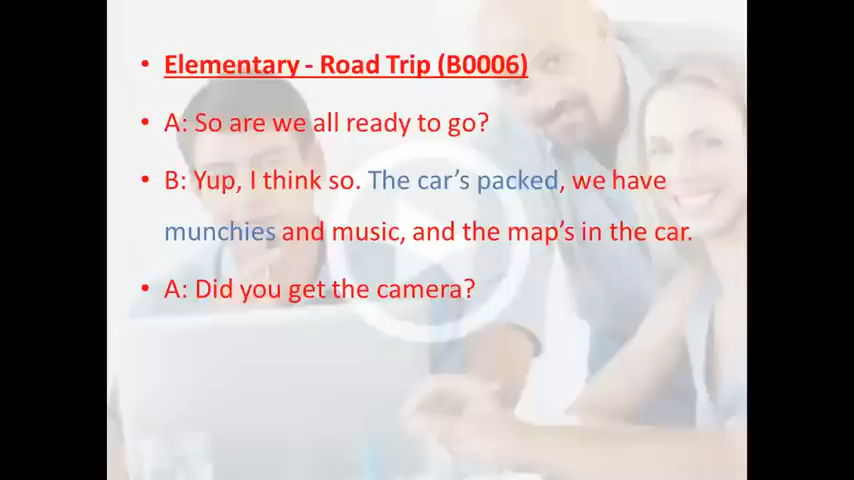 • Elementary - Road Trip (B0006)
• A: So are we all ready to go?
• B: Yup, I think so. The car's packed, we have
munchies and music, and the map's in the car.
• A: Did you get the camera?